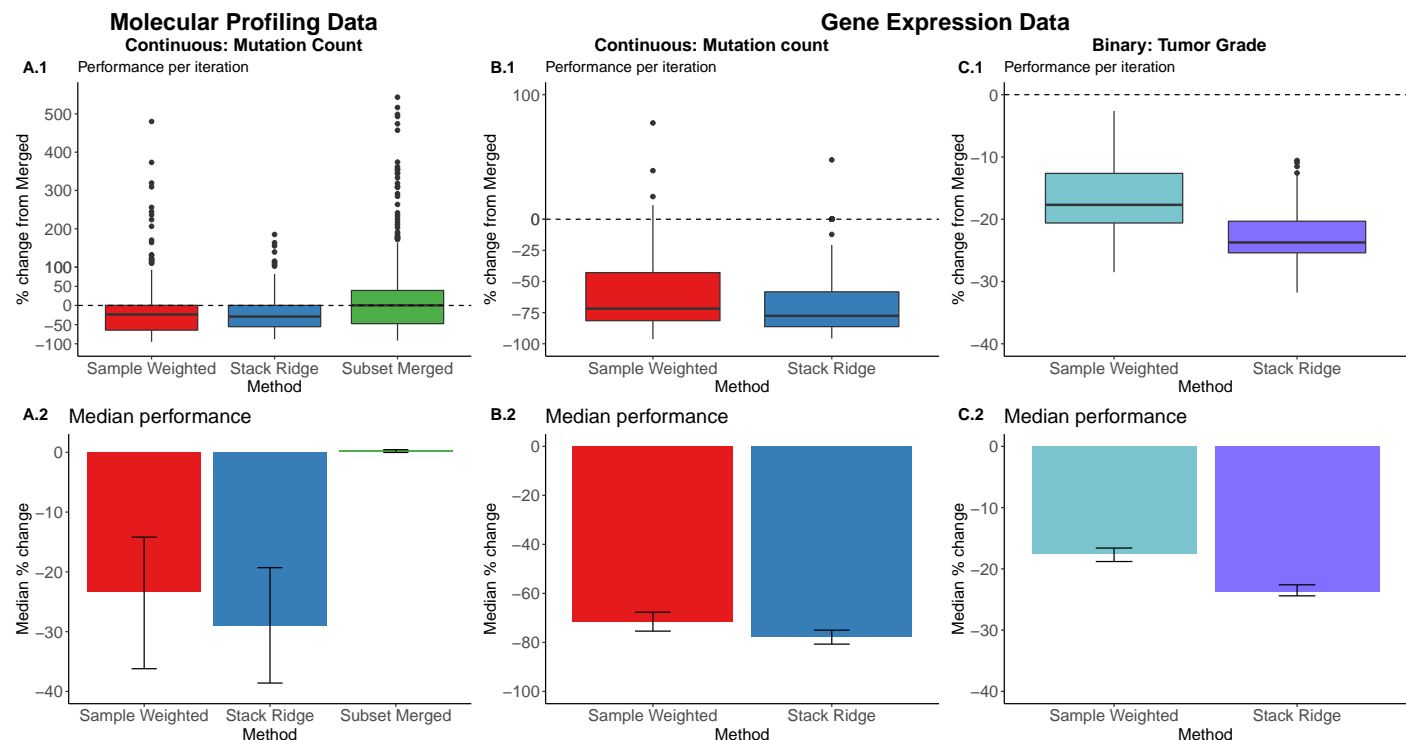 Molecular Profiling Data
Gene Expression Data
Continuous: Mutation Count
Continuous: Mutation count
Binary: Tumor Grade
A.1 Performance per iteration
% change from Merged
500
400
300
200
100
50
0
−50
−100
Sample Weighted Stack Ridge Subset Merged
Method
B.1 Performance per iteration
% change from Merged
100
0
−25
−50
−75
−100
Sample Weighted Stack Ridge
Method
C.1 Performance per iteration
% change from Merged
0
−10
−20
−30
−40
Sample Weighted Stack Ridge
Method
A.2 Median performance
Median % change
0
−10
−20
−30
−40
Sample Weighted Stack Ridge Subset Merged
Method
B.2 Median performance
Median % change
0
−20
−40
−60
−80
−100
Sample Weighted Stack Ridge
Method
C.2 Median performance
Median % change
0
−10
−20
−30
−40
Sample Weighted Stack Ridge
Method